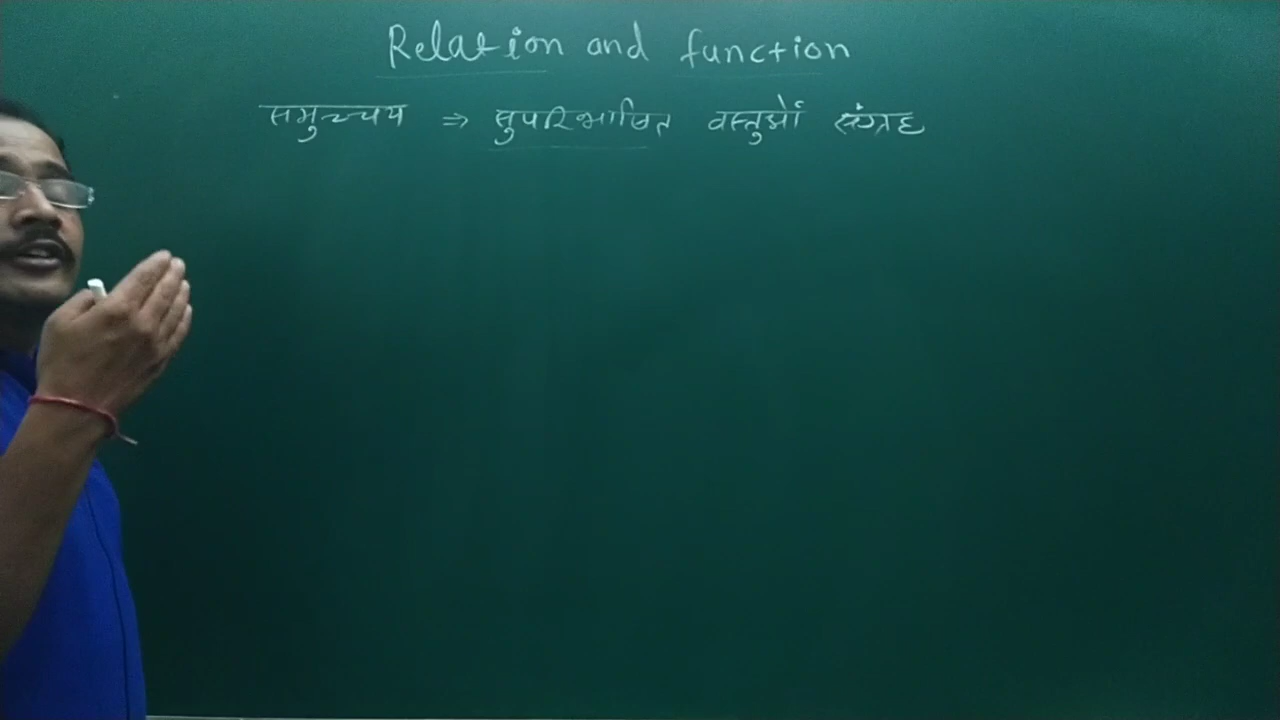 Relation and function
समुच्चय ⇒ सुपरिभाषित वस्तुओं संग्रह